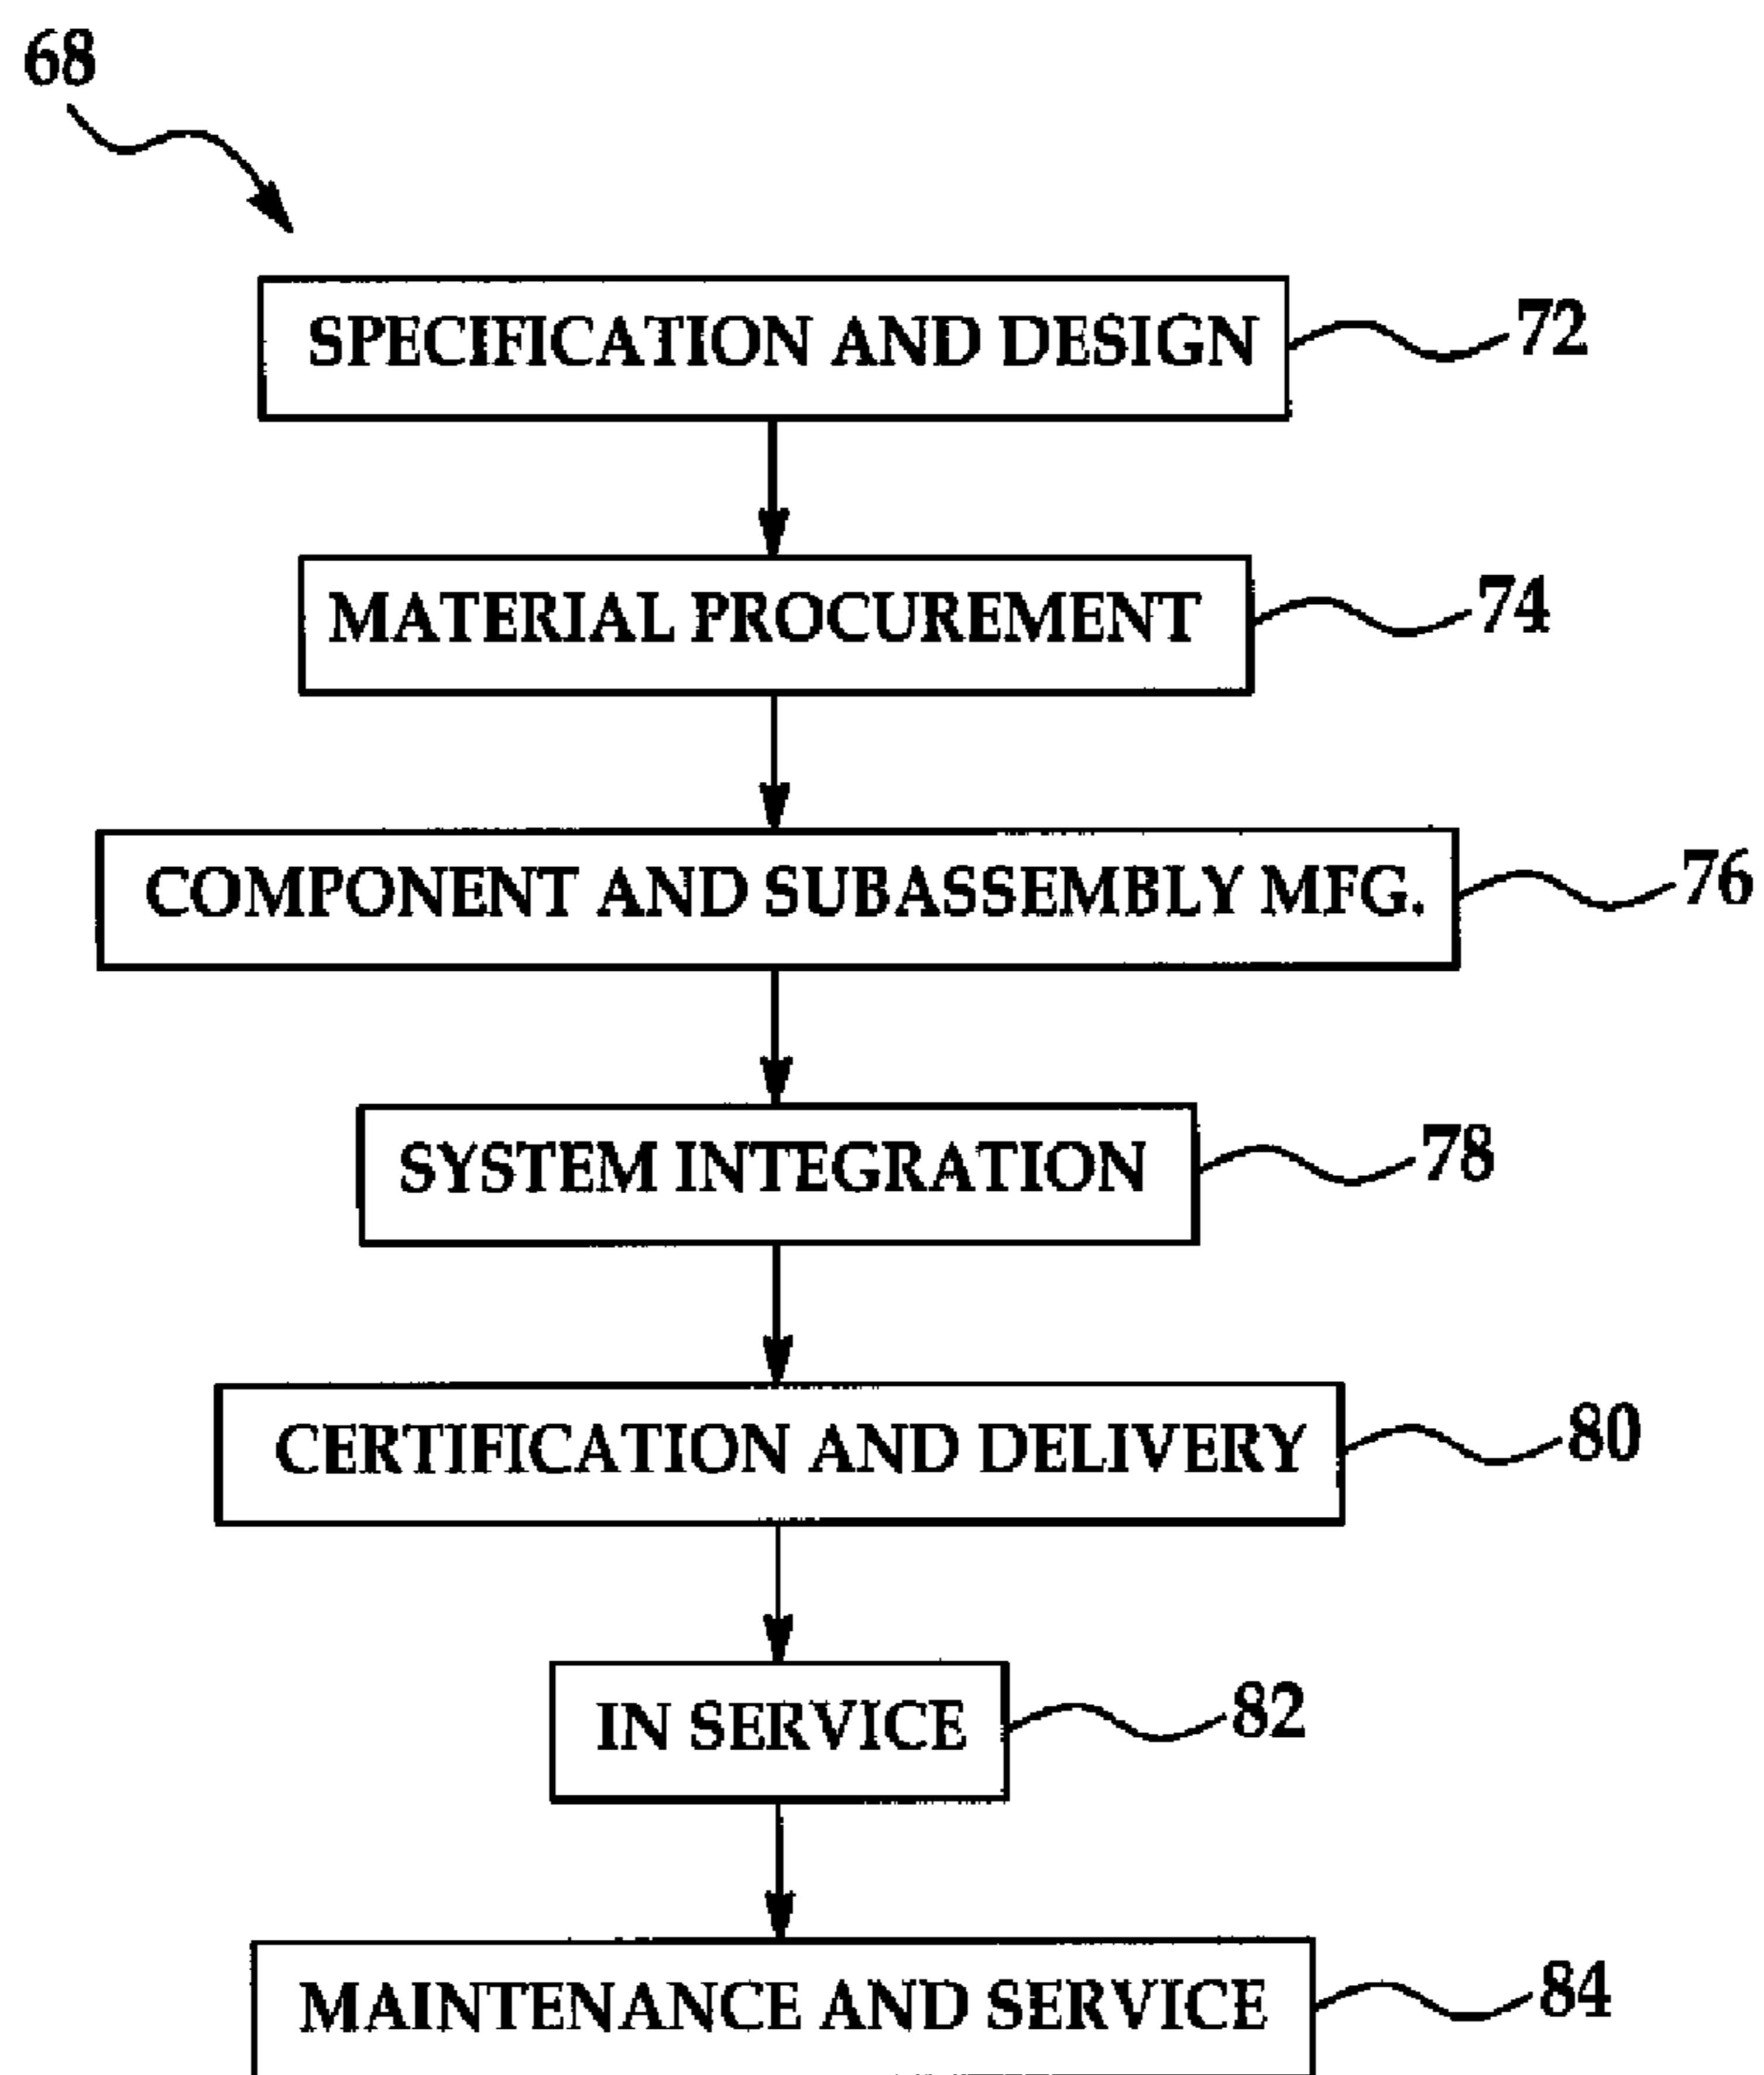 68
SPECIFICATION AND DESIGN 72
MATERIAL PROCUREMENT 74
COMPONENT AND SUBASSEMBLY MFG. 76
SYSTEM INTEGRATION 78
CERTIFICATION AND DELIVERY 80
IN SERVICE 82
MAINTENANCE AND SERVICE 84